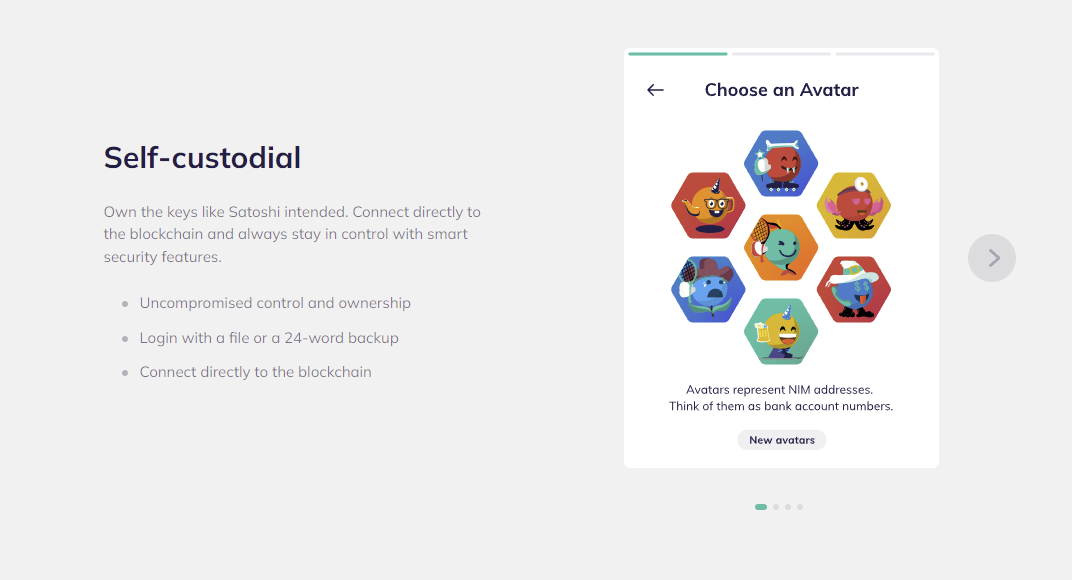 Self-custodial
Own the keys like Satoshi intended. Connect directly to
the blockchain and always stay in control with smart
security features.
Uncompromised control and ownership
Login with a file or a 24-word backup
Connect directly to the blockchain
Choose an Avatar
Avatars represent NIM addresses.
Think of them as bank account numbers.
New avatars